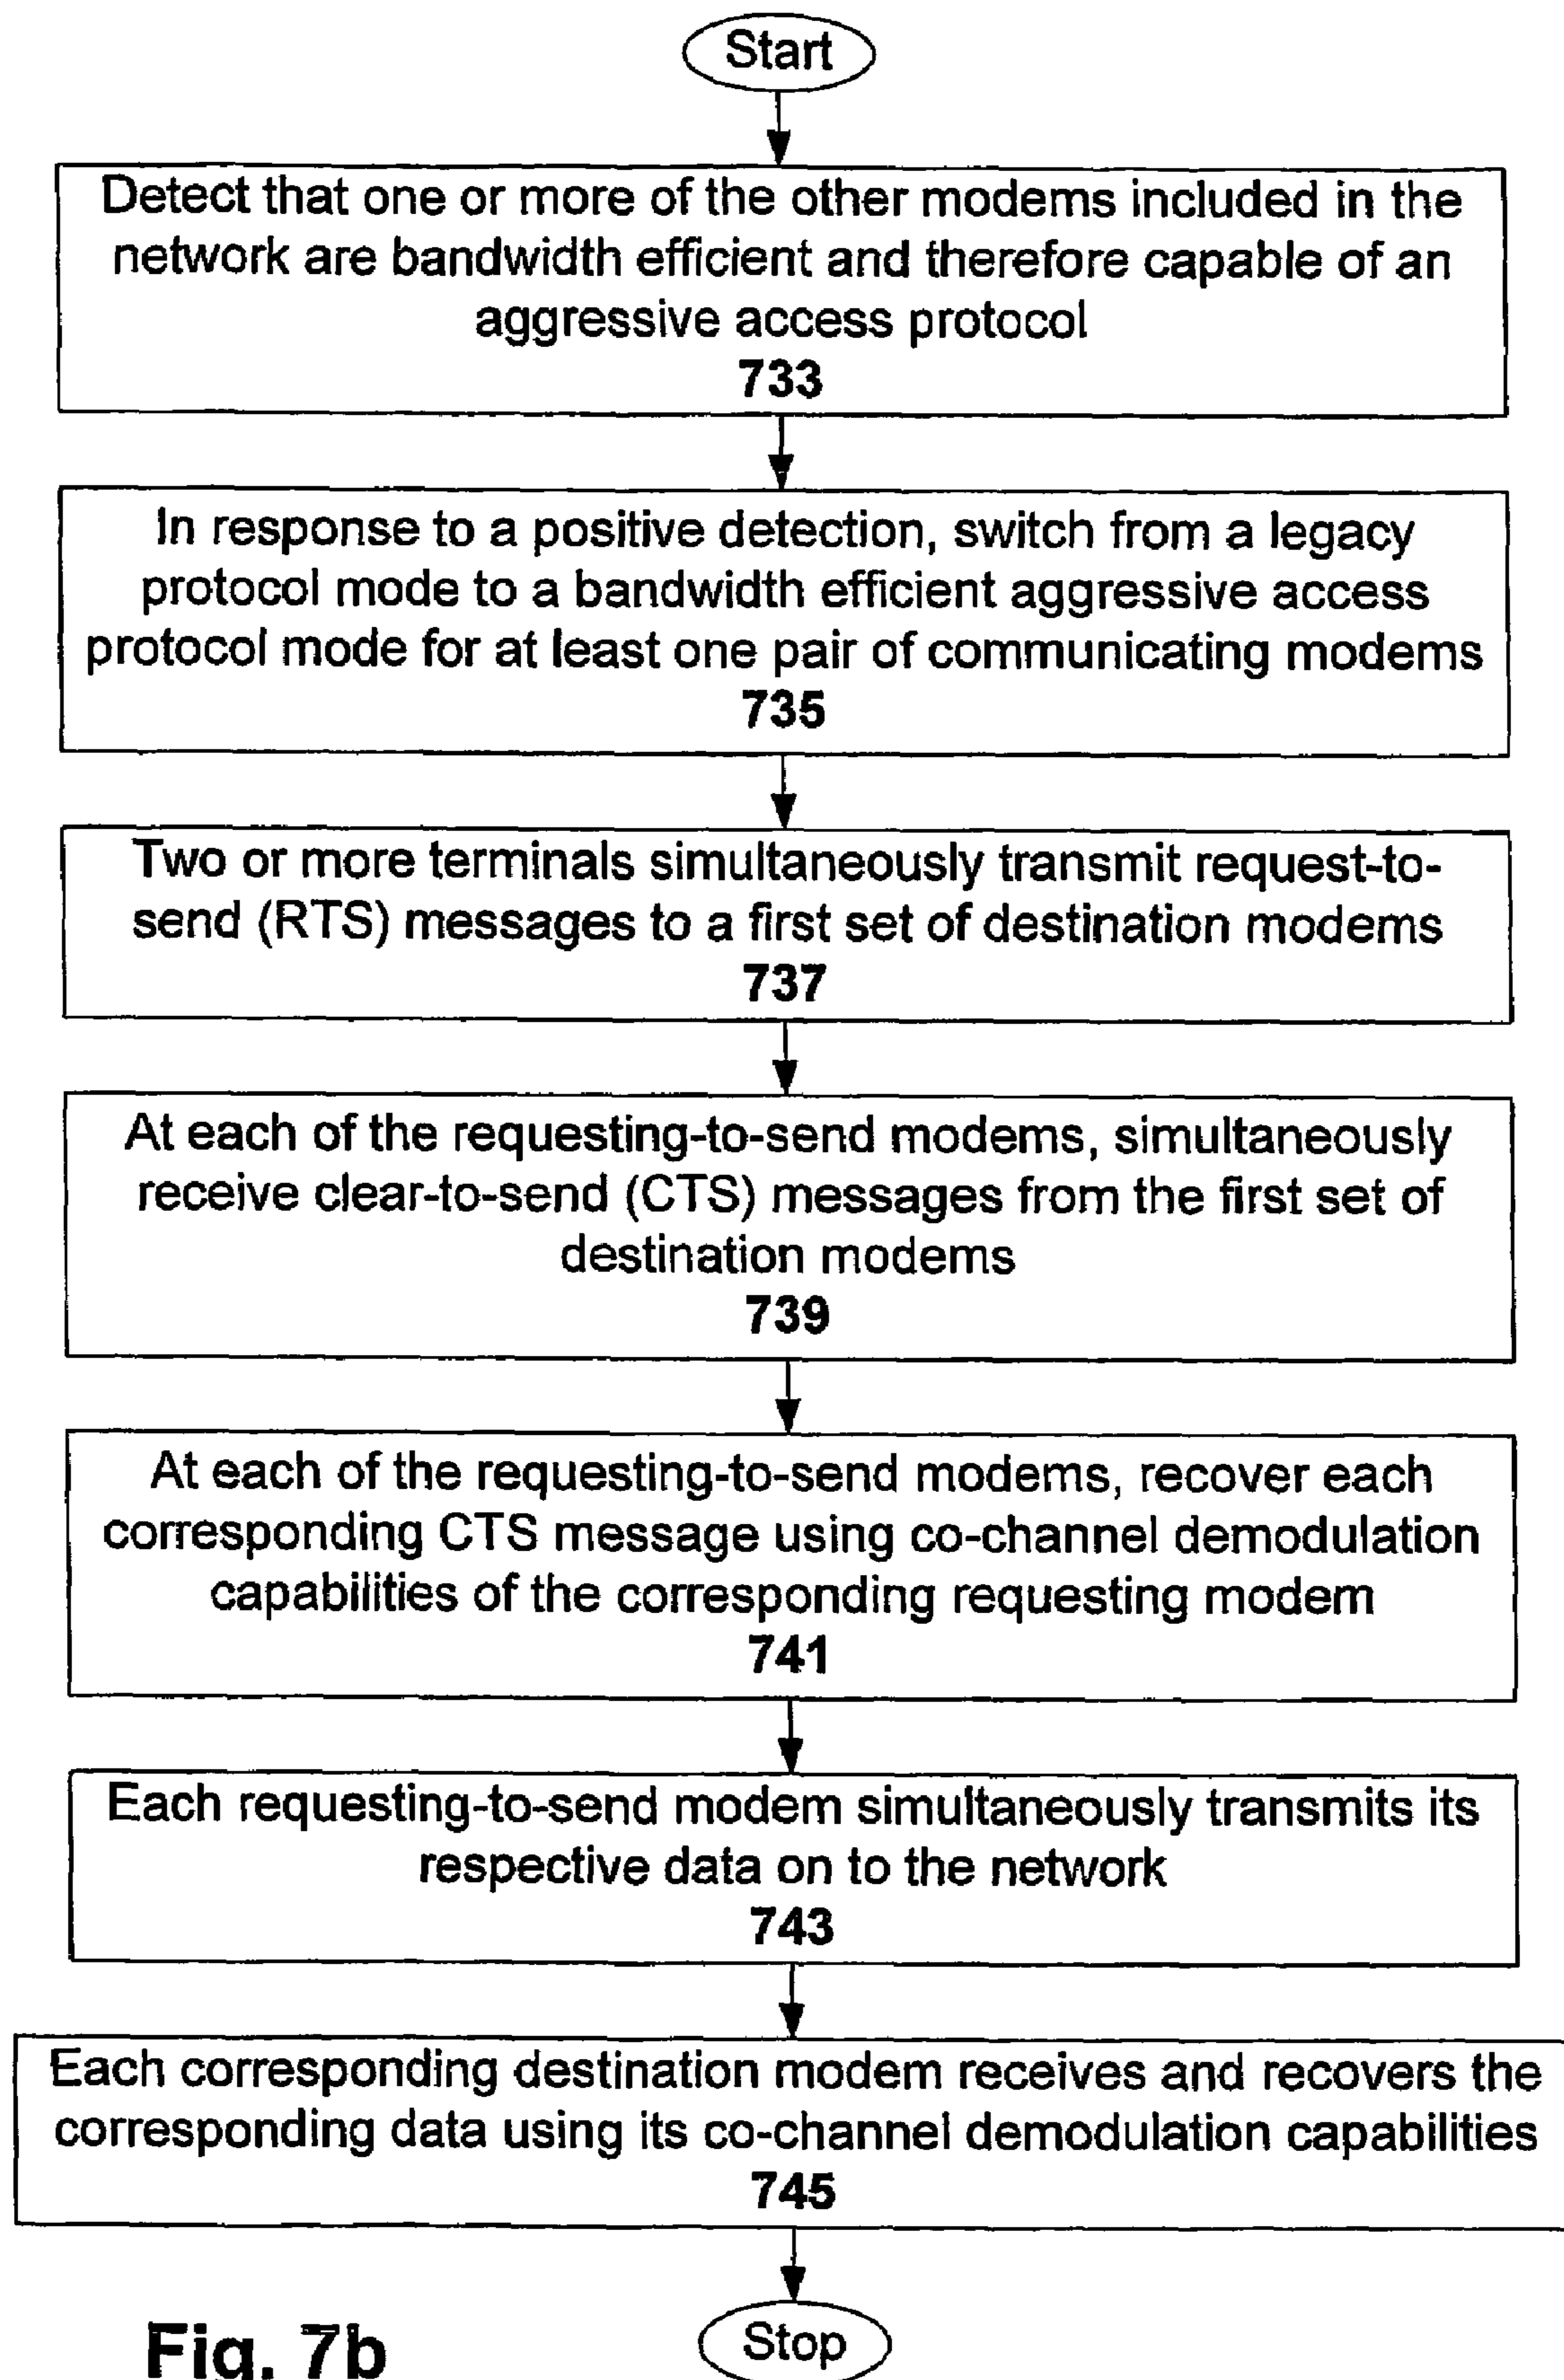 Start
Detect that one or more of the other modems included in the
network are bandwidth efficient and therefore capable of an
aggressive access protocol
733
In response to a positive detection, switch from a legacy
protocol mode to a bandwidth efficient aggressive access
protocol mode for at least one pair of communicating modems
735
Two or more terminals simultaneously transmit request-to-
send (RTS) messages to a first set of destination modems
737
At each of the requesting-to-send modems, simultaneously
receive clear-to-send (CTS) messages from the first set of
destination modems
739
At each of the requesting-to-send modems, recover each
corresponding CTS message using co-channel demodulation
capabilities of the corresponding requesting modem
741
Each requesting-to-send modem simultaneously transmits its
respective data on to the network
743
Each corresponding destination modem receives and recovers the
corresponding data using its co-channel demodulation capabilities
745
Stop
Fig. 7b